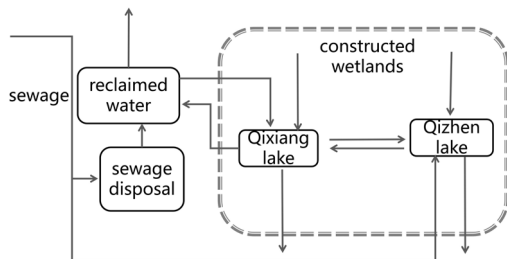 constructed
wetlands
sewage
reclaimed
water
Qixiang
lake
Qizhen
lake
sewage
disposal